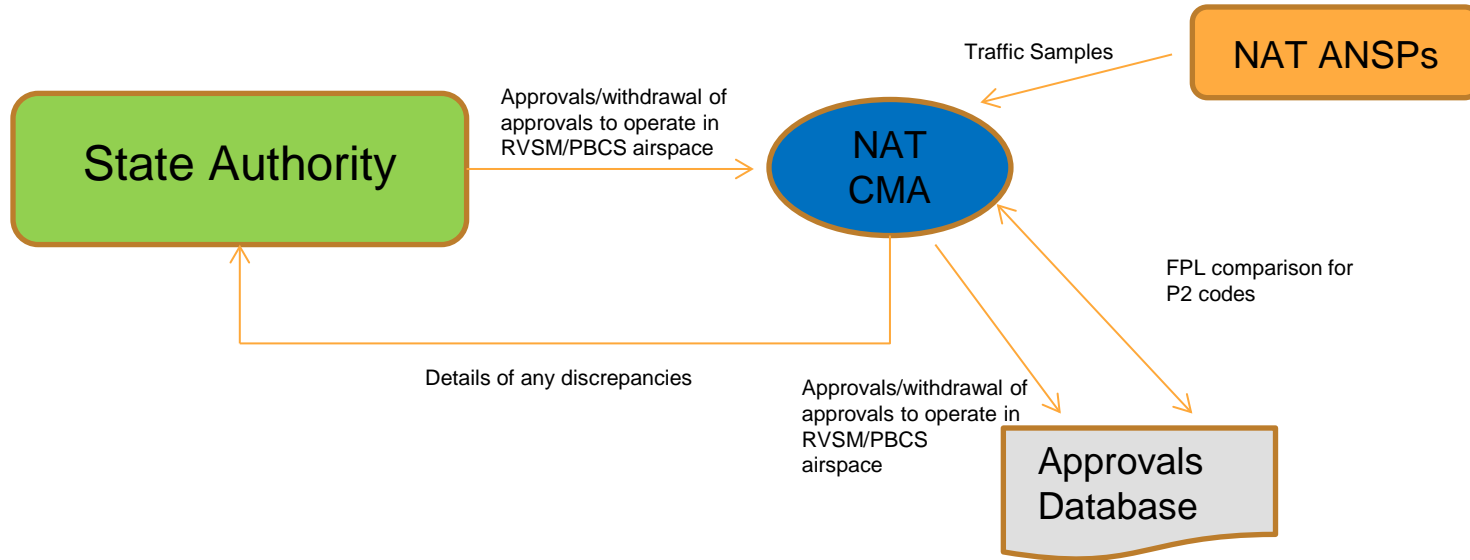 Traffic Samples
NAT ANSPs
State Authority
Approvals/withdrawal of
approvals to operate in
RVSM/PBCS airspace
NAT
CMA
FPL comparison for
P2 codes
Details of any discrepancies
Approvals/withdrawal of
approvals to operate in
RVSM/PBCS
airspace
Approvals
Database